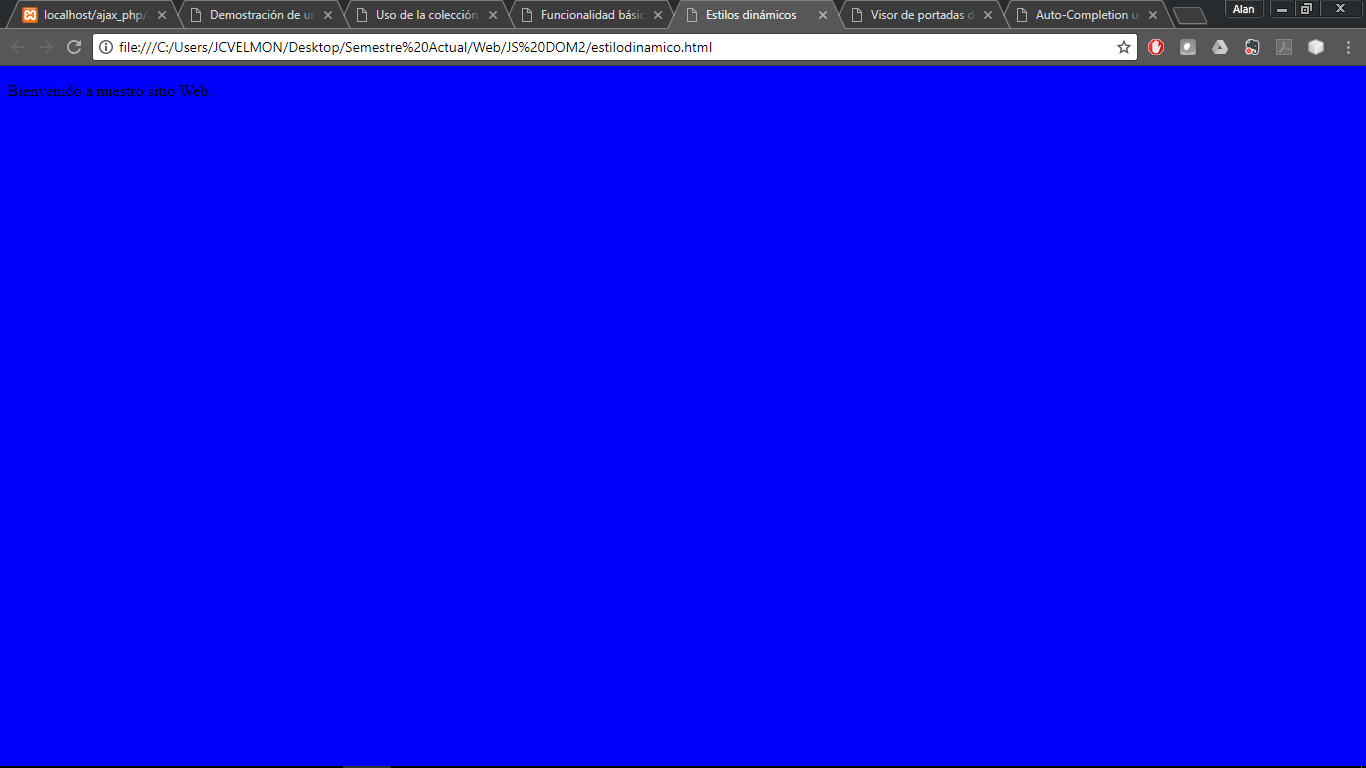 localhost/ajax_php/
Demostración de un
Uso de la colección
Funcionalidad básic
Estilos dinámicos
Visor de portadas d
Auto-Completion u
Alan
file:///C:/Users/JCVELMON/Desktop/Semestre%20Actual/Web/JS%20DOM2/estilodinamico.html
Bienvenido a nuestro sitio Web